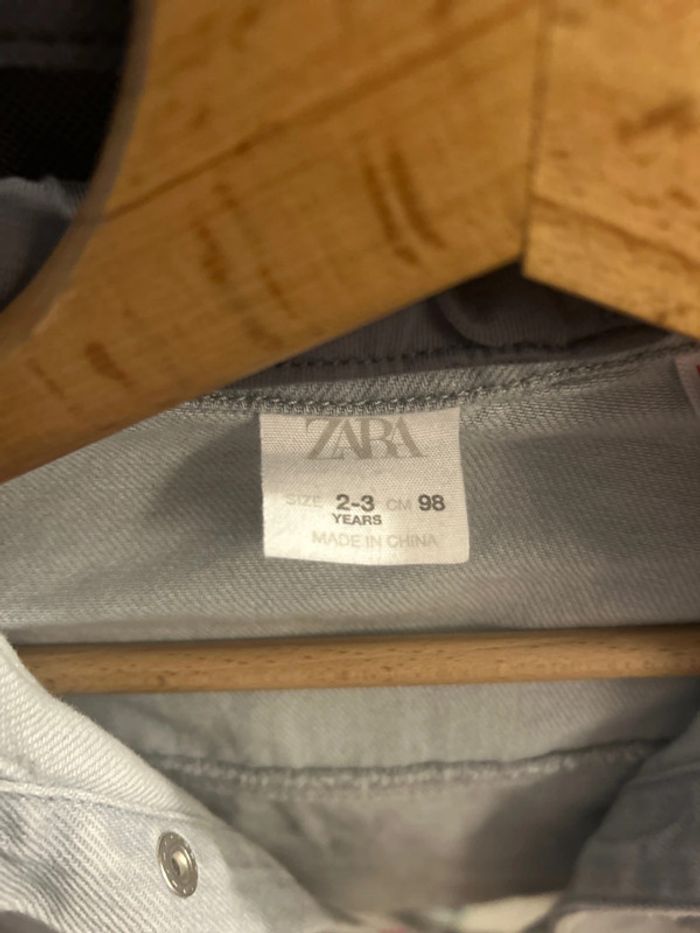 ZARA
SIZE 2-3 CM 98
YEARS
MADE IN CHINA